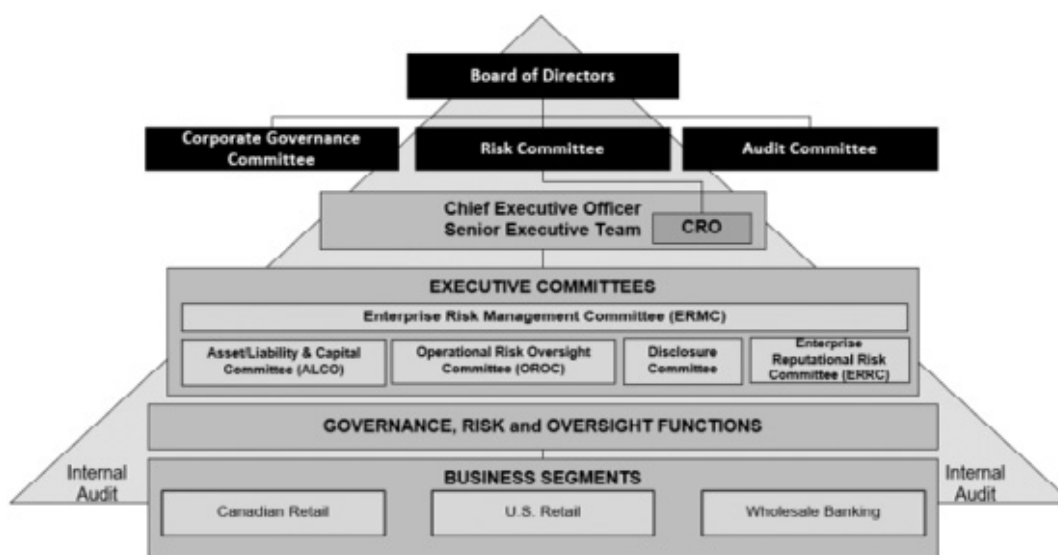 Board of Directors
Corporate Governance
Committee
Risk Committee
Audit Committee
Chief Executive Officer
Senior Executive Team
CRO
EXECUTIVE COMMITTEES
Enterprise Risk Management Committee (ERMC)
Asset/Liability & Capital
Committee (ALCO)
Operational Risk Oversight
Committee (OROC)
Disclosure
Committee
Enterprise
Reputational Risk
Committee (ERRC)
GOVERNANCE, RISK and OVERSIGHT FUNCTIONS
Internal
Audit
BUSINESS SEGMENTS
Canadian Retail
U.S. Retail
Wholesale Banking
Internal
Audit